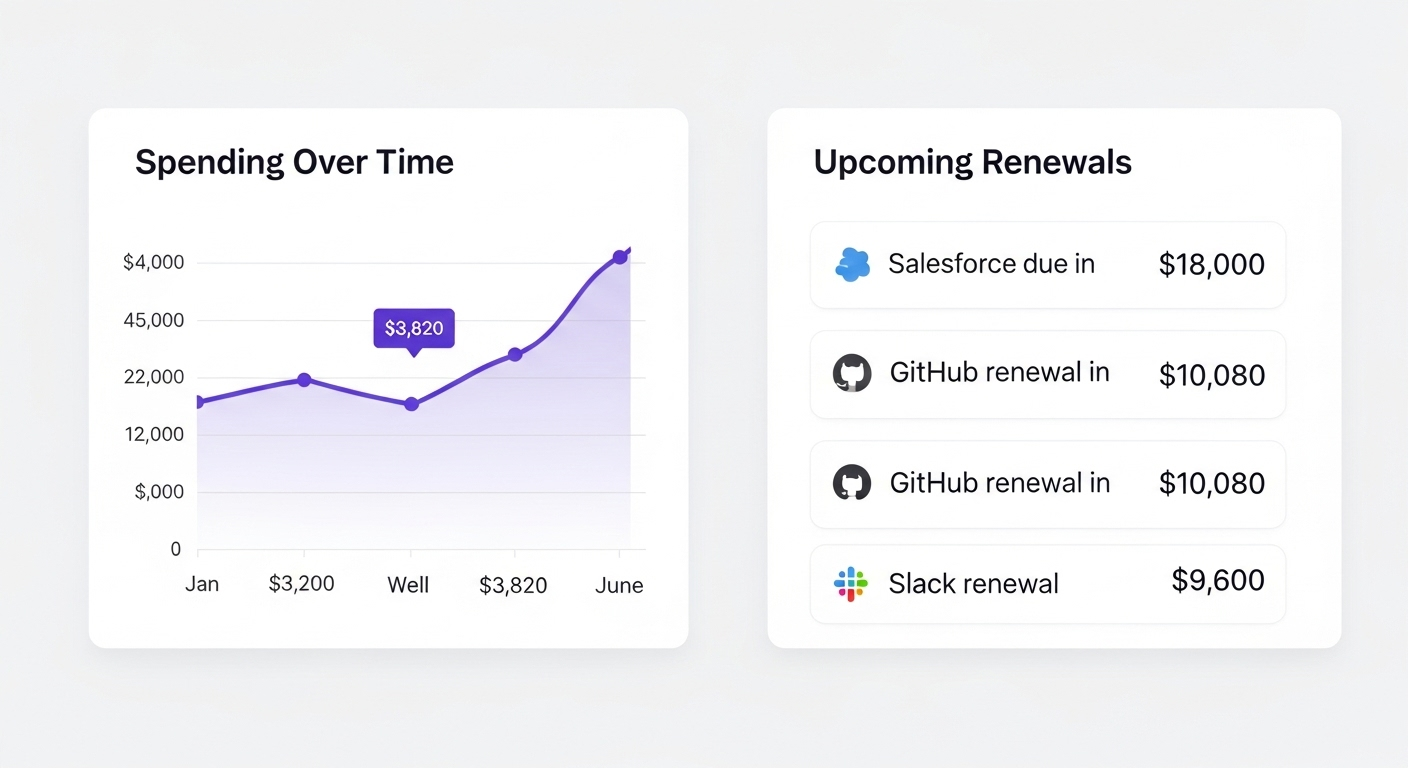 Spending Over Time
$4,000
45,000
22,000
12,000
$,000
0
$3,820
Jan
$3,200
Well
$3,820
June
Upcoming Renewals
Salesforce due in $18,000
GitHub renewal in $10,080
GitHub renewal in $10,080
Slack renewal $9,600